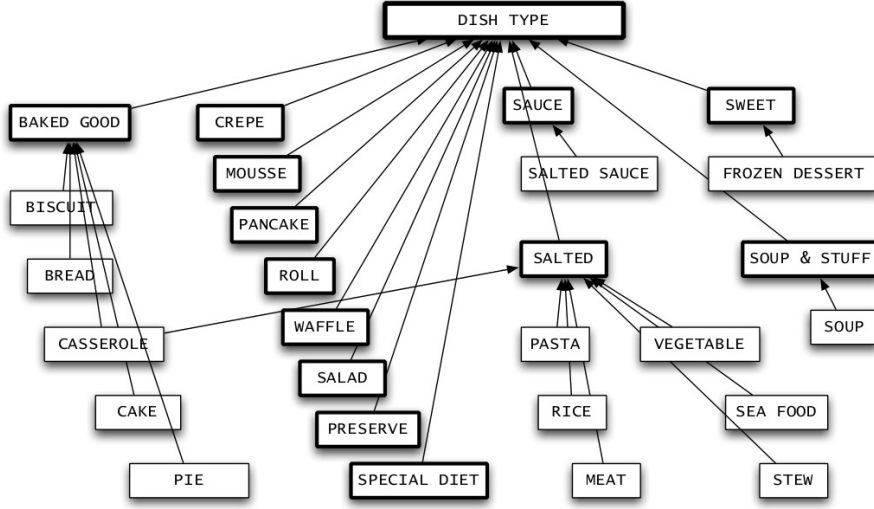 DISH TYPE
BAKED GOOD
CREPE
SAUCE
SWEET
MOUSSE
SALTED SAUCE
FROZEN DESSERT
BISCUIT
PANCAKE
BREAD
ROLL
SALTED
SOUP & STUFF
WAFFLE
SOUP
CASSEROLE
PASTA
VEGETABLE
SALAD
CAKE
RICE
SEA FOOD
PRESERVE
PIE
SPECIAL DIET
MEAT
STEW